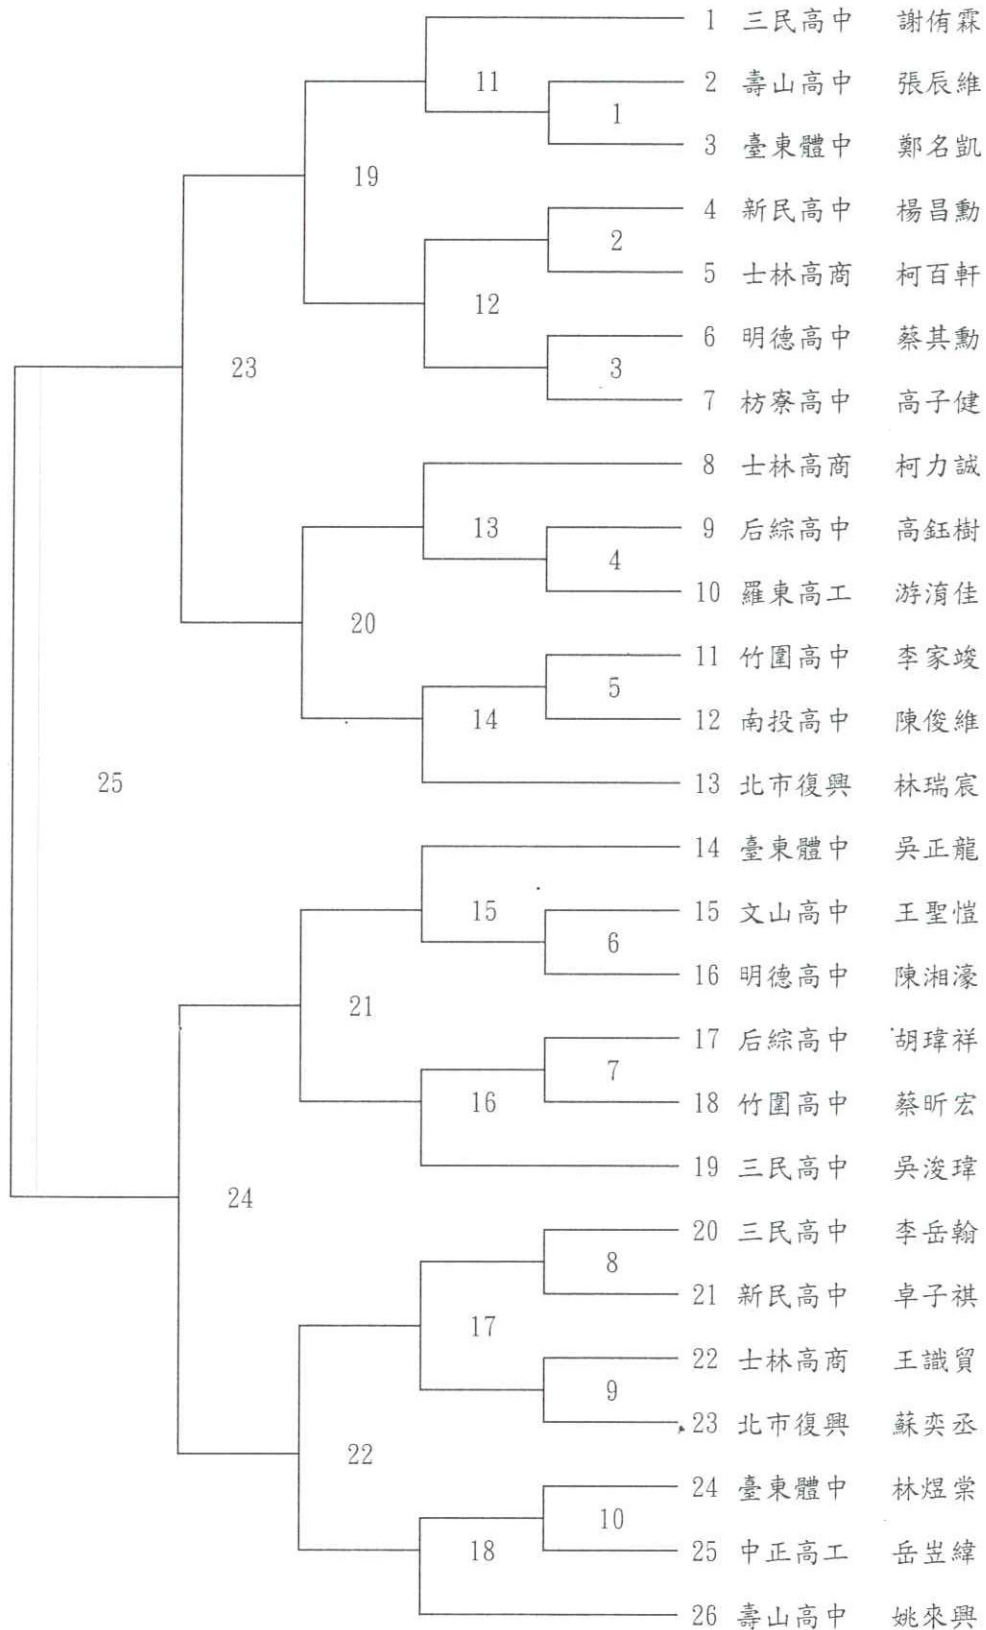 1 三民高中 謝侑霖
11
2 壽山高中 張辰維
1
3 臺東體中 鄭名凱
19
4 新民高中 楊昌勳
2
5 士林高商 柯百軒
12
6 明德高中 蔡其勳
23
3
7 枋寮高中 高子健
8 士林高商 柯力誠
13
9 后綜高中 高鈺樹
4
10 羅東高工 游淯佳
20
11 竹圍高中 李家竣
5
14
12 南投高中 陳俊維
25
13 北市復興 林瑞宸
14 臺東體中 吳正龍
15
15 文山高中 王聖愷
6
16 明德高中 陳湘濠
21
17 后綜高中 胡瑋祥
7
16
18 竹圍高中 蔡昕宏
19 三民高中 吳浚瑋
24
20 三民高中 李岳翰
8
21 新民高中 卓子祺
17
22 士林高商 王識貿
9
23 北市復興 蘇奕丞
22
24 臺東體中 林煜棠
10
18
25 中正高工 岳岦緯
26 壽山高中 姚來興